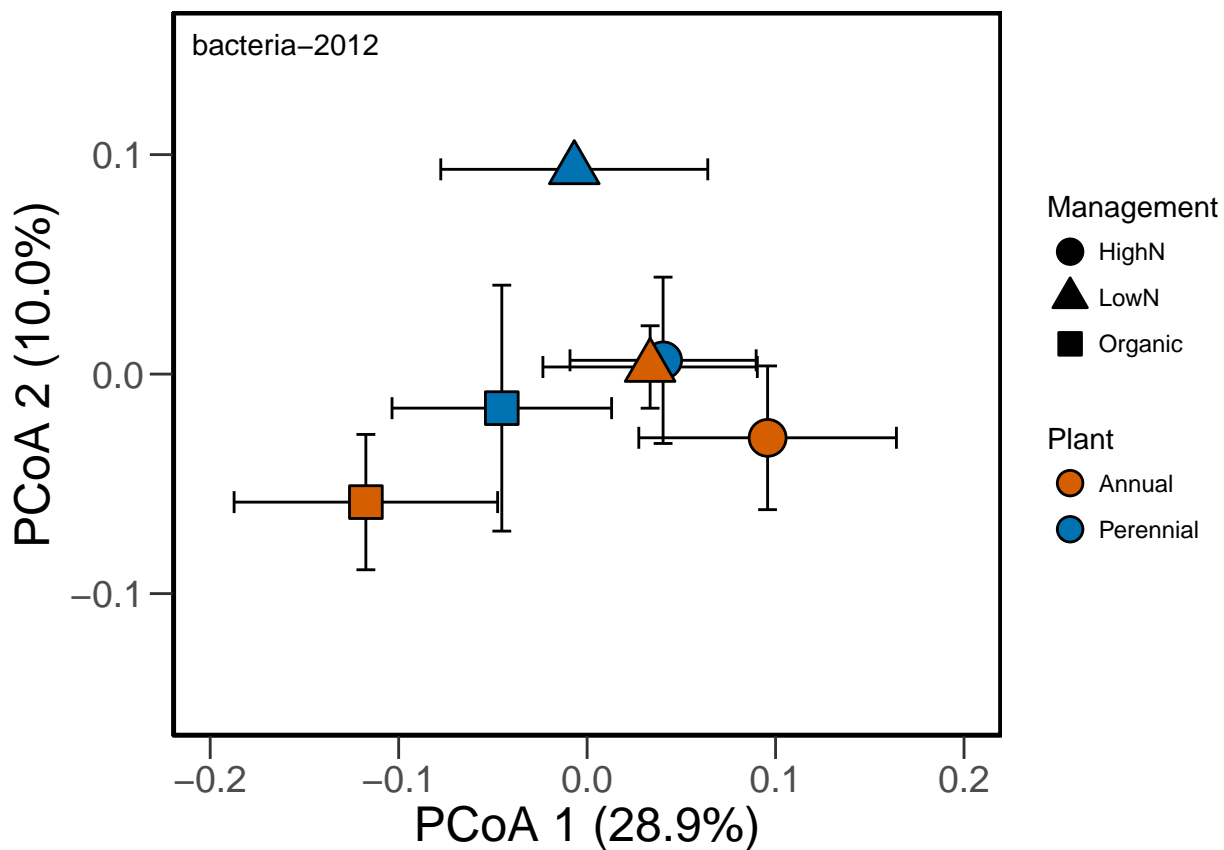 bacteria−2012
PCoA 2 (10.0%)
0.1
0.0
−0.1
−0.2
−0.1
0.0
0.1
0.2
PCoA 1 (28.9%)
Management
HighN
LowN
Organic
Plant
Annual
Perennial